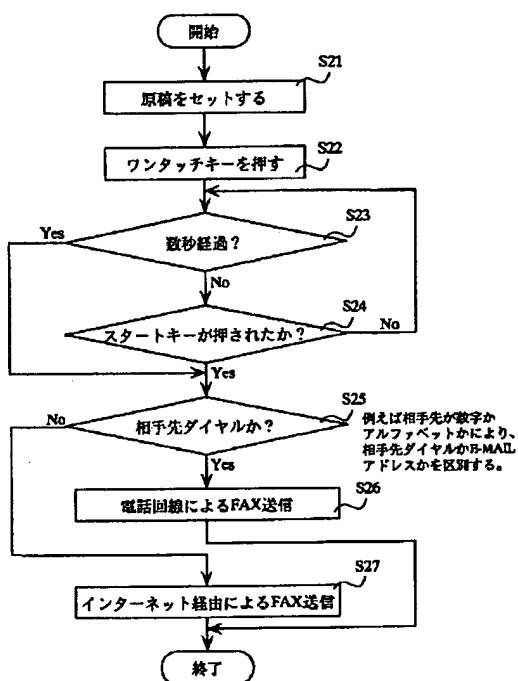 開始
S21
原稿をセットする
S22
ワンタッチキーを押す
S23
Yes
数秒経過?
No
S24
スタートキーが押されたか?
No
Yes
S25
No
相手先ダイヤルか?
例えば相手先が数字か
アルファベットかにより、
相手先ダイヤルかE-MAIL
アドレスかを区別する。
Yes
S26
電話回線によるFAX送信
S27
インターネット経由によるFAX送信
終了